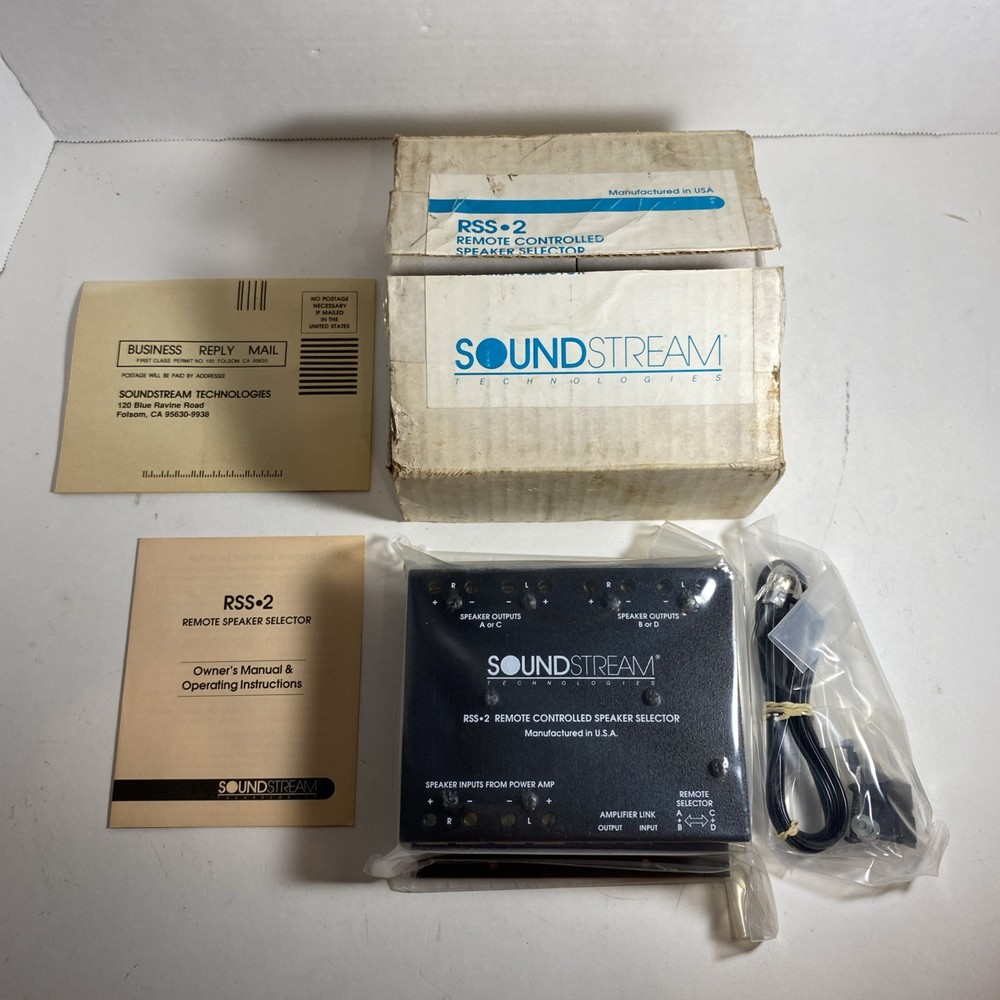 Manufactured in USA
RSS•2
REMOTE CONTROLLED
SPEAKER SELECTOR
SOUNDSTREAM
TECHNOLOGIES
NO POSTAGE
NECESSARY
IF MAILED
IN THE
UNITED STATES
BUSINESS REPLY MAIL
FIRST CLASS PERMIT NO. 100 FOLSOM CA 95630
POSTAGE WILL BE PAID BY ADDRESSEE
SOUNDSTREAM TECHNOLOGIES
120 Blue Ravine Road
Folsom, CA 95630-9938
RSS•2
REMOTE SPEAKER SELECTOR
Owner's Manual &
Operating Instructions
SOUNDSTREAM
TECHNOLOGIES
R L R L
+ - - + + - - +
SPEAKER OUTPUTS
A or C
SPEAKER OUTPUTS
B or D
SOUNDSTREAM®
TECHNOLOGIES
RSS•2 REMOTE CONTROLLED SPEAKER SELECTOR
Manufactured in U.S.A.
SPEAKER INPUTS FROM POWER AMP
+ - - +
R L
AMPLIFIER LINK
OUTPUT INPUT
REMOTE
SELECTOR
A C
+ +
B D